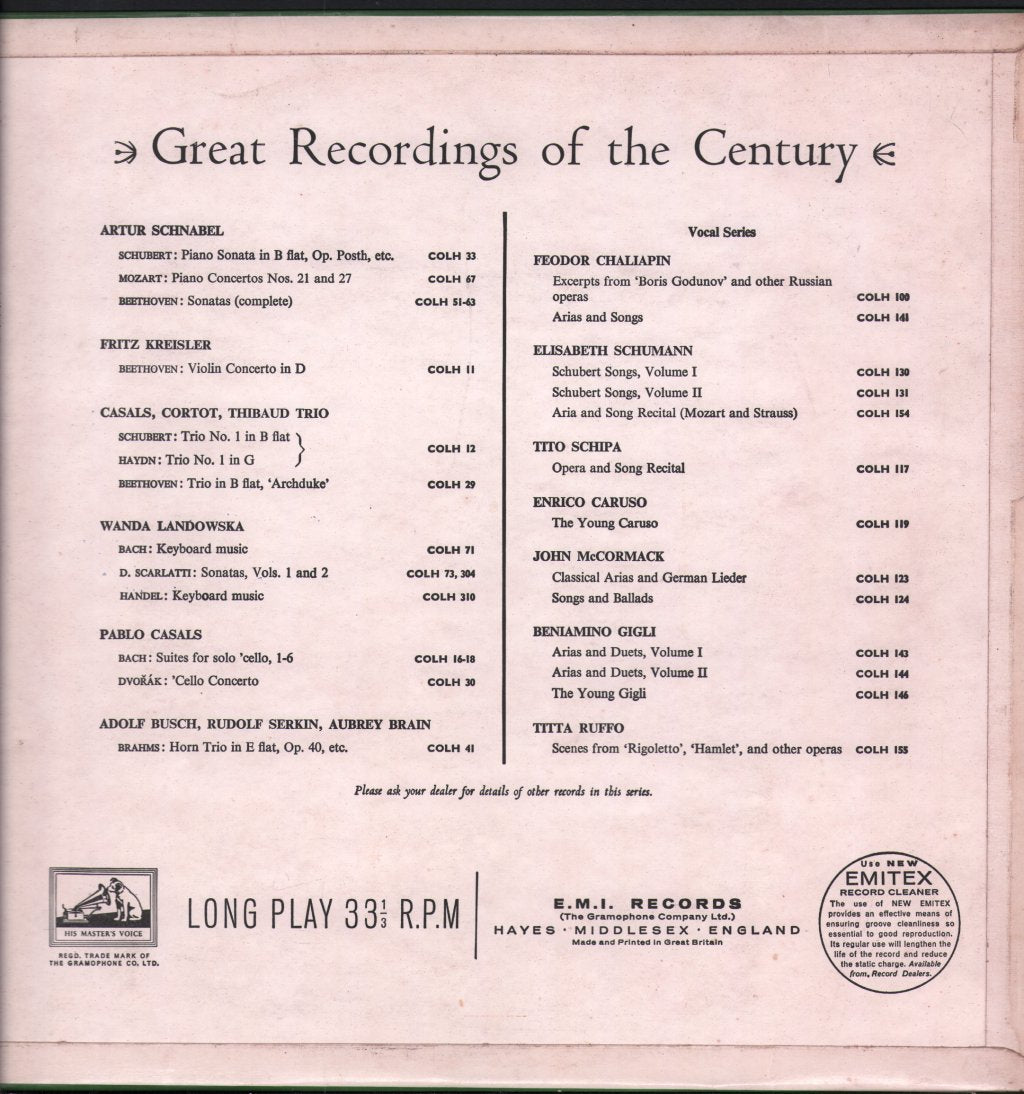 Great Recordings of the Century
ARTUR SCHNABEL
SCHUBERT: Piano Sonata in B flat, Op. Posth, etc. COLH 33
MOZART: Piano Concertos Nos. 21 and 27 COLH 67
BEETHOVEN: Sonatas (complete) COLH 51-63
FRITZ KREISLER
BEETHOVEN: Violin Concerto in D COLH 11
CASALS, CORTOT, THIBAUD TRIO
SCHUBERT: Trio No. 1 in B flat
HAYDN: Trio No. 1 in G } COLH 12
BEETHOVEN: Trio in B flat, ‘Archduke’ COLH 29
WANDA LANDOWSKA
BACH: Keyboard music COLH 71
D. SCARLATTI: Sonatas, Vols. 1 and 2 COLH 73, 304
HANDEL: Keyboard music COLH 310
PABLO CASALS
BACH: Suites for solo ’cello, 1-6 COLH 16-18
DVOŘÁK: ’Cello Concerto COLH 30
ADOLF BUSCH, RUDOLF SERKIN, AUBREY BRAIN
BRAHMS: Horn Trio in E flat, Op. 40, etc. COLH 41
Vocal Series
FEODOR CHALIAPIN
Excerpts from ‘Boris Godunov’ and other Russian
operas COLH 100
Arias and Songs COLH 141
ELISABETH SCHUMANN
Schubert Songs, Volume I COLH 130
Schubert Songs, Volume II COLH 131
Aria and Song Recital (Mozart and Strauss) COLH 154
TITO SCHIPA
Opera and Song Recital COLH 117
ENRICO CARUSO
The Young Caruso COLH 119
JOHN McCORMACK
Classical Arias and German Lieder COLH 123
Songs and Ballads COLH 124
BENIAMINO GIGLI
Arias and Duets, Volume I COLH 143
Arias and Duets, Volume II COLH 144
The Young Gigli COLH 146
TITTA RUFFO
Scenes from ‘Rigoletto’, ‘Hamlet’, and other operas COLH 155
Please ask your dealer for details of other records in this series.
HIS MASTER'S VOICE
REGD. TRADE MARK OF
THE GRAMOPHONE CO. LTD.
LONG PLAY 33⅓ R.P.M
E.M.I. RECORDS
(The Gramophone Company Ltd.)
HAYES · MIDDLESEX · ENGLAND
Made and Printed in Great Britain
Use NEW
EMITEX
RECORD CLEANER
The use of NEW EMITEX
provides an effective means of
ensuring groove cleanliness so
essential to good reproduction.
Its regular use will lengthen the
life of the record and reduce
the static charge. Available
from, Record Dealers.